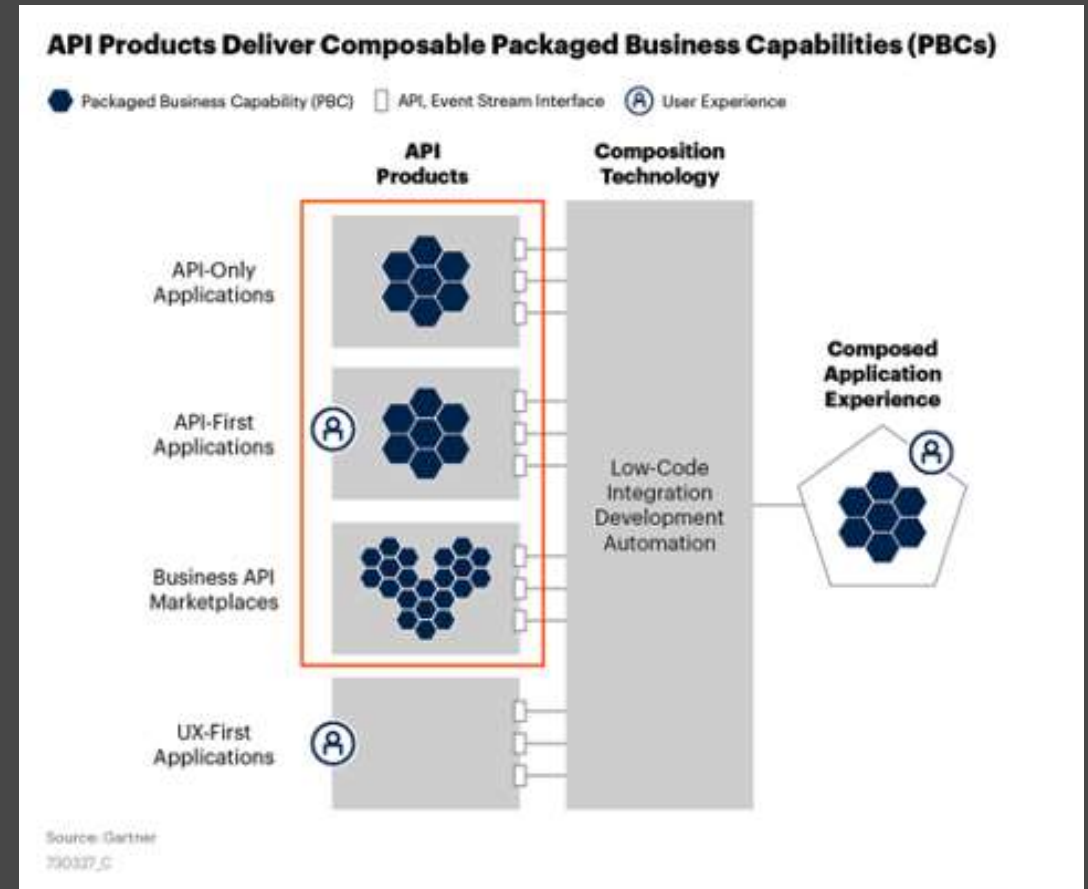 API Products Deliver Composable Packaged Business Capabilities (PBCs)
Packaged Business Capability (PBC)
API, Event Stream Interface
User Experience
API
Products
Composition
Technology
API-Only
Applications
API-First
Applications
Business API
Marketplaces
UX-First
Applications
Low-Code
Integration
Development
Automation
Composed
Application
Experience
Source: Gartner
730327_C